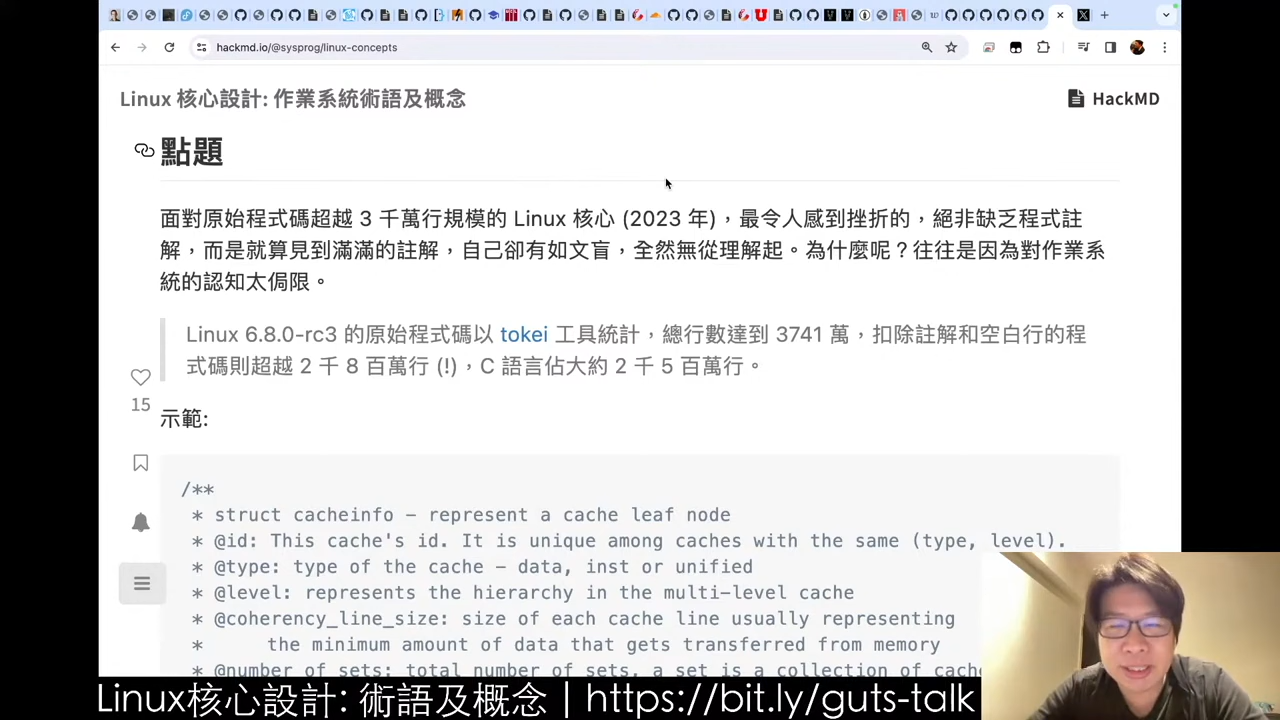 hackmd.io/@sysprog/linux-concepts
Linux 核心設計: 作業系統術語及概念
HackMD
點題
面對原始程式碼超越 3 千萬行規模的 Linux 核心 (2023 年)，最令人感到挫折的，絕非缺乏程式註
解，而是就算見到滿滿的註解，自己卻有如文盲，全然無從理解起。為什麼呢？往往是因為對作業系
統的認知太侷限。
Linux 6.8.0-rc3 的原始程式碼以 tokei 工具統計，總行數達到 3741 萬，扣除註解和空白行的程
式碼則超越 2 千 8 百萬行 (!)，C 語言佔大約 2 千 5 百萬行。
15
示範:
/**
* struct cacheinfo - represent a cache leaf node
* @id: This cache's id. It is unique among caches with the same (type, level).
* @type: type of the cache - data, inst or unified
* @level: represents the hierarchy in the multi-level cache
* @coherency_line_size: size of each cache line usually representing
* the minimum amount of data that gets transferred from memory
* @number_of_sets: total number of sets, a set is a collection of cache
Linux核心設計: 術語及概念 | https://bit.ly/guts-talk